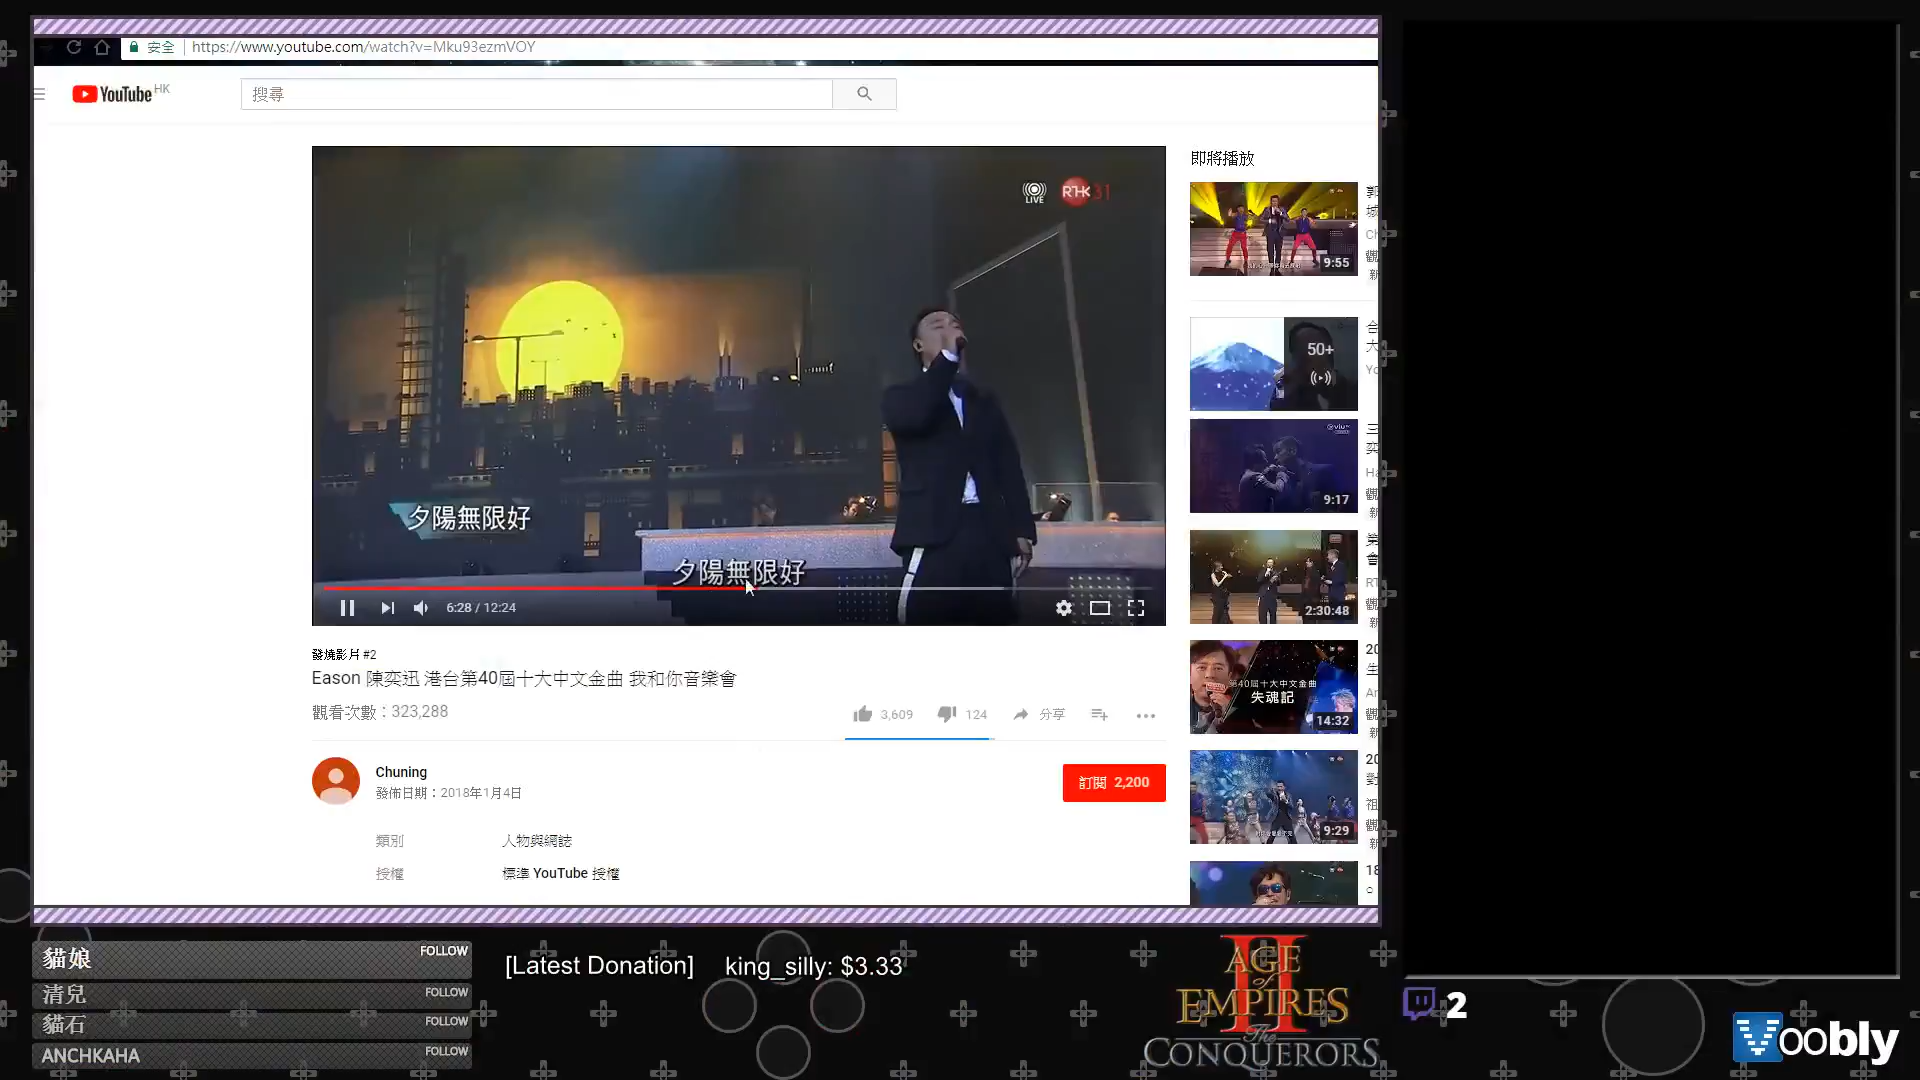 安全 https://www.youtube.com/watch?v=Mku93ezmVOY
YouTube HK
搜尋
LIVE RTHK 31
夕陽無限好
夕陽無限好
6:28 / 12:24
發燒影片 #2
Eason 陳奕迅 港台第40屆十大中文金曲 我和你音樂會
觀看次數：323,288
3,609 124 分享
Chuning
發佈日期：2018年1月4日
訂閱 2,200
類別 人物與網誌
授權 標準 YouTube 授權
即將播放
9:55
50+
viu
9:17
2:30:48
第40屆十大中文金曲
失魂記
14:32
9:29
貓娘 FOLLOW
清兒 FOLLOW
貓石 FOLLOW
ANCHKAHA FOLLOW
[Latest Donation] king_silly: $3.33
AGE
of
EMPIRES
II
The
CONQUERORS
2
Voobly